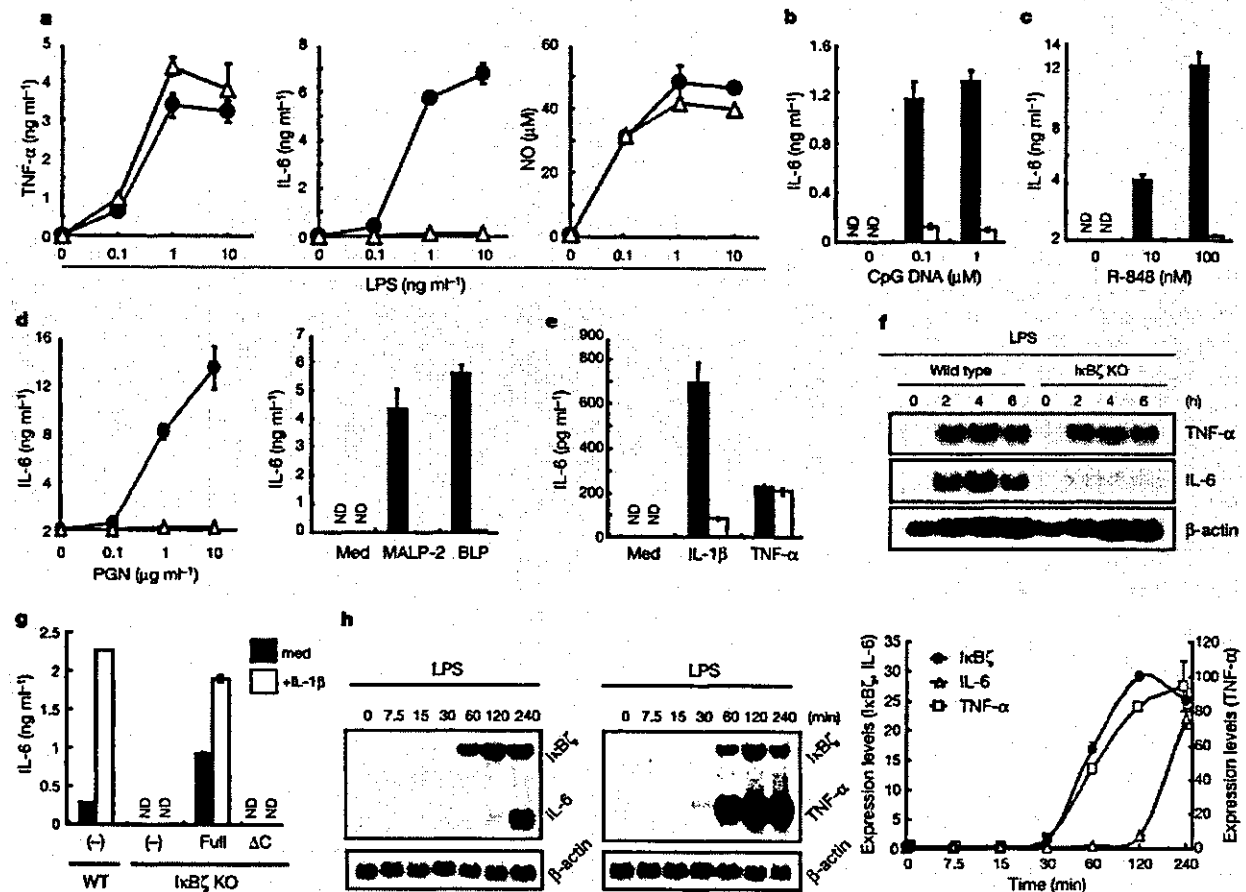 a
TNF-α (ng ml⁻¹)
5
4
3
2
1
0
0 0.1 1 10
IL-6 (ng ml⁻¹)
8
7
6
5
4
3
2
1
0
0 0.1 1 10
NO (μM)
60
40
20
0
0 0.1 1 10
LPS (ng ml⁻¹)
b
IL-6 (ng ml⁻¹)
1.6
1.2
0.8
0.4
0
ND ND
0 0.1 1
CpG DNA (μM)
c
IL-6 (ng ml⁻¹)
14
12
4
2
ND ND
0 10 100
R-848 (nM)
d
IL-6 (ng ml⁻¹)
16
12
8
4
2
0 0.1 1 10
PGN (μg ml⁻¹)
IL-6 (ng ml⁻¹)
7
6
5
4
3
2
1
0
ND ND
Med MALP-2 BLP
e
IL-6 (pg ml⁻¹)
900
800
600
400
200
0
ND ND
Med IL-1β TNF-α
f
LPS
Wild type IκBζ KO
0 2 4 6 0 2 4 6 (h)
TNF-α
IL-6
β-actin
g
IL-6 (ng ml⁻¹)
2.5
2
1.5
1
0.5
0
med
+IL-1β
ND ND ND ND
(–) (–) Full ΔC
WT IκBζ KO
h
LPS
0 7.5 15 30 60 120 240 (min)
IκBζ
IL-6
β-actin
LPS
0 7.5 15 30 60 120 240
IκBζ
TNF-α
β-actin
Expression levels (IκBζ, IL-6)
35
30
25
20
15
10
5
0
IκBζ
IL-6
TNF-α
120
100
80
60
40
20
0
Expression levels (TNF-α)
0 7.5 15 30 60 120 240
Time (min)